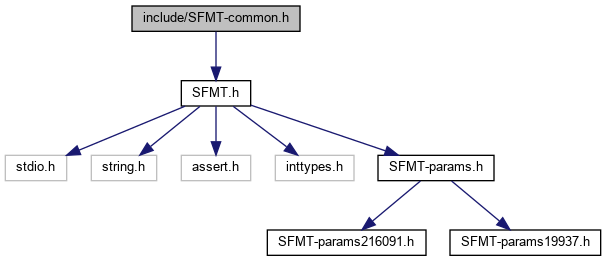 include/SFMT-common.h
SFMT.h
stdio.h
string.h
assert.h
inttypes.h
SFMT-params.h
SFMT-params216091.h
SFMT-params19937.h